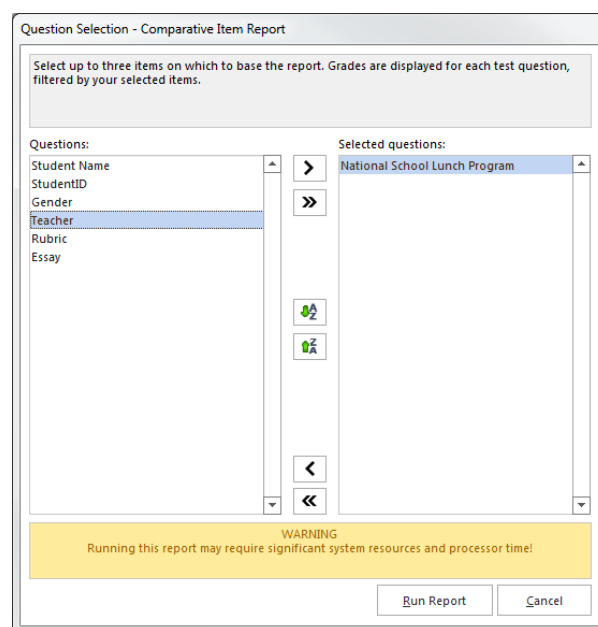 Question Selection - Comparative Item Report
Select up to three items on which to base the report. Grades are displayed for each test question,
filtered by your selected items.
Questions:
Student Name
StudentID
Gender
Teacher
Rubric
Essay
Selected questions:
National School Lunch Program
A
Z
Z
A
WARNING
Running this report may require significant system resources and processor time!
Run Report
Cancel